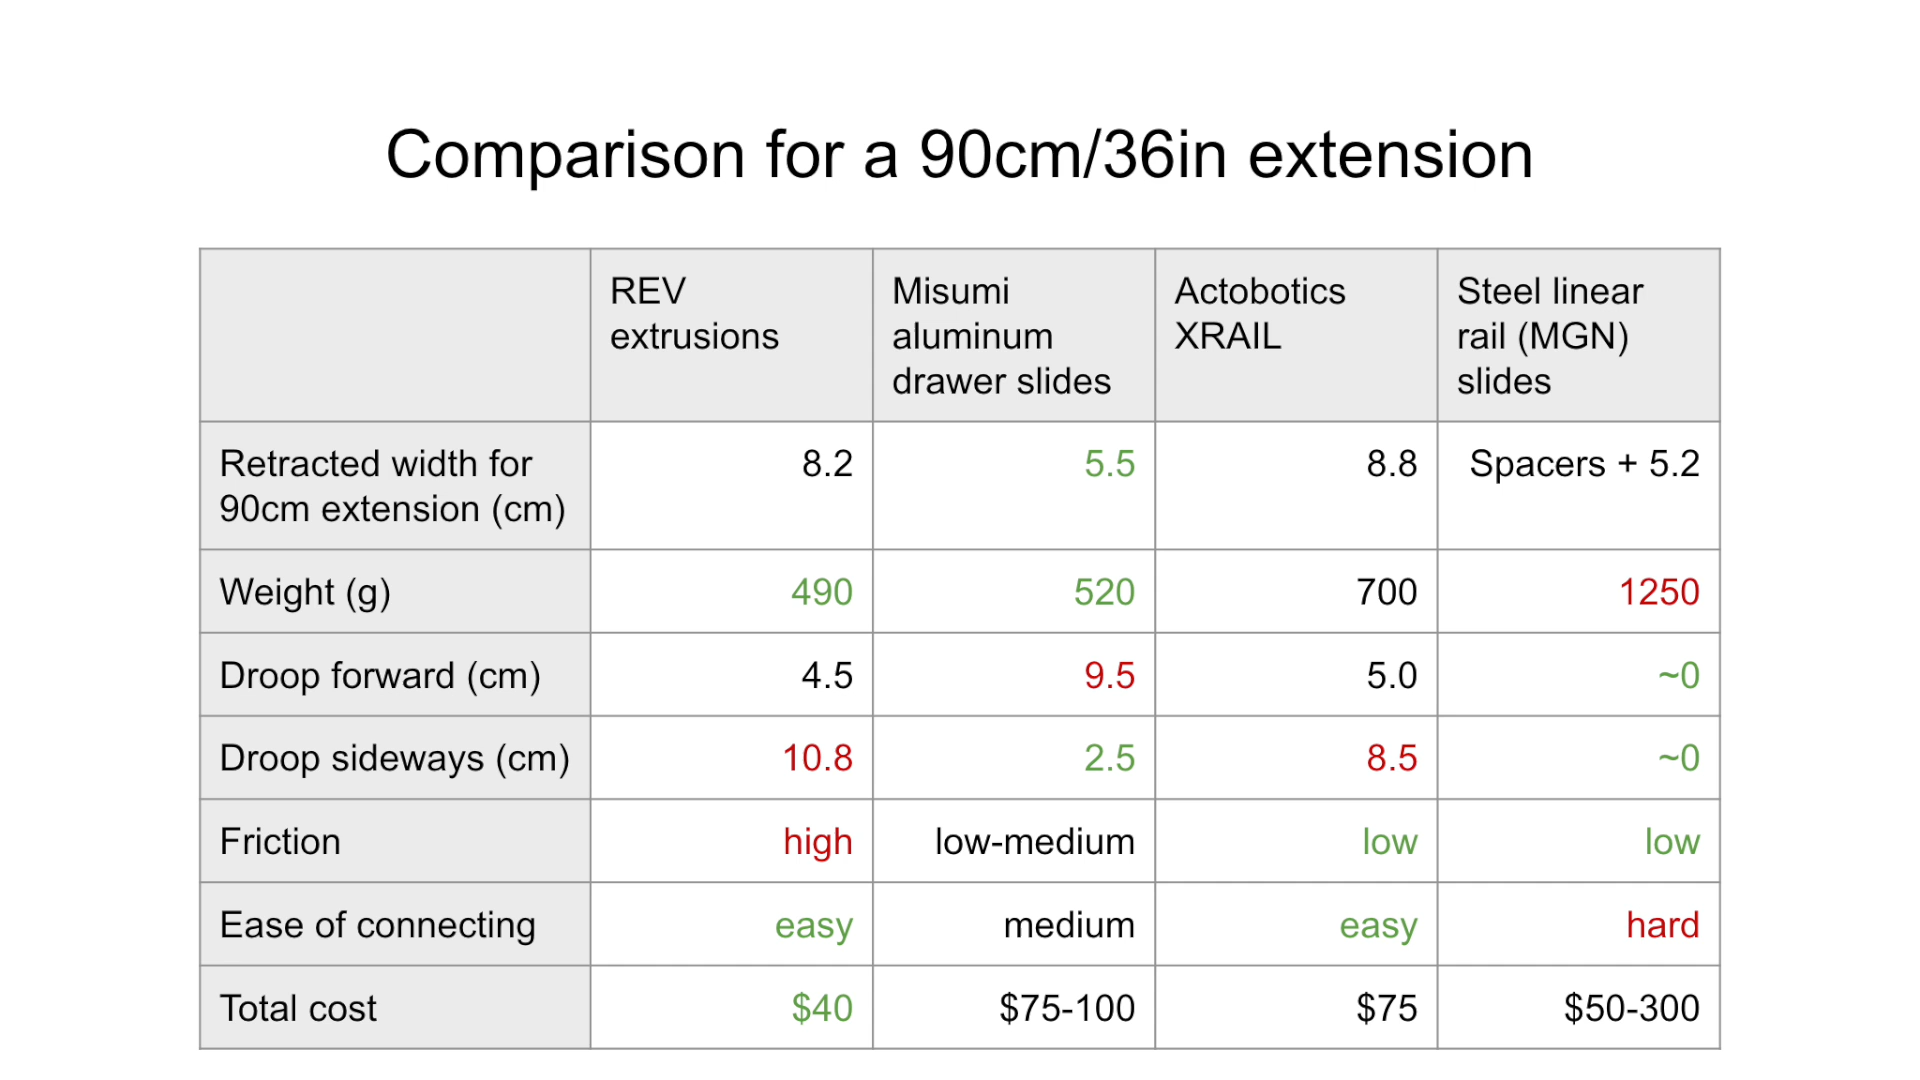 Comparison for a 90cm/36in extension
REV
extrusions
Misumi
aluminum
drawer slides
Actobotics
XRAIL
Steel linear
rail (MGN)
slides
Retracted width for
90cm extension (cm)
8.2
5.5
8.8
Spacers + 5.2
Weight (g)
490
520
700
1250
Droop forward (cm)
4.5
9.5
5.0
~0
Droop sideways (cm)
10.8
2.5
8.5
~0
Friction
high
low-medium
low
low
Ease of connecting
easy
medium
easy
hard
Total cost
$40
$75-100
$75
$50-300